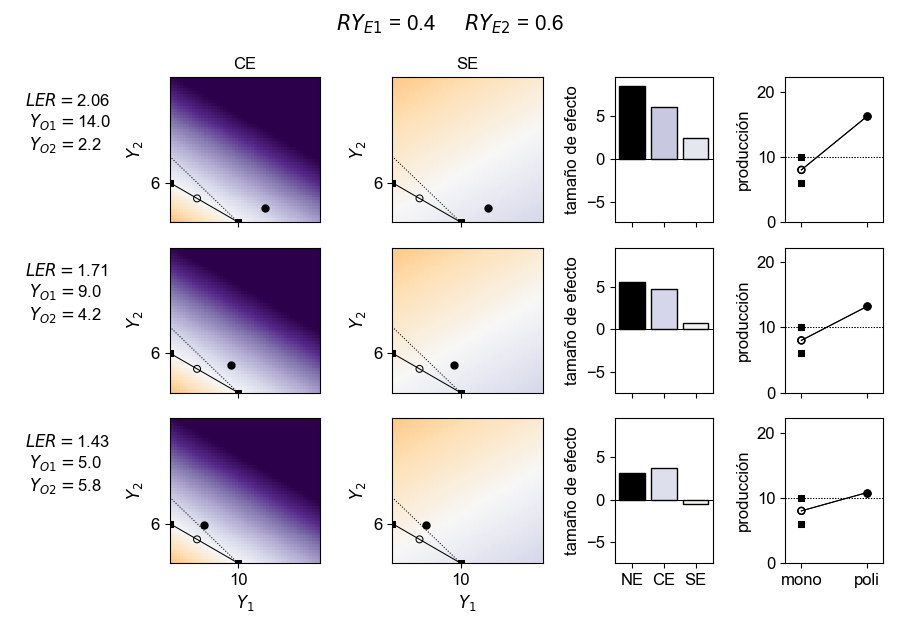 RY_E1 = 0.4 RY_E2 = 0.6
CE
SE
LER = 2.06
Y_O1 = 14.0
Y_O2 = 2.2
Y_2
6
Y_2
tamaño de efecto
5
0
−5
producción
20
10
0
LER = 1.71
Y_O1 = 9.0
Y_O2 = 4.2
Y_2
6
Y_2
tamaño de efecto
5
0
−5
producción
20
10
0
LER = 1.43
Y_O1 = 5.0
Y_O2 = 5.8
Y_2
6
Y_2
tamaño de efecto
5
0
−5
producción
20
10
0
10
10
NE CE SE
mono poli
Y_1
Y_1